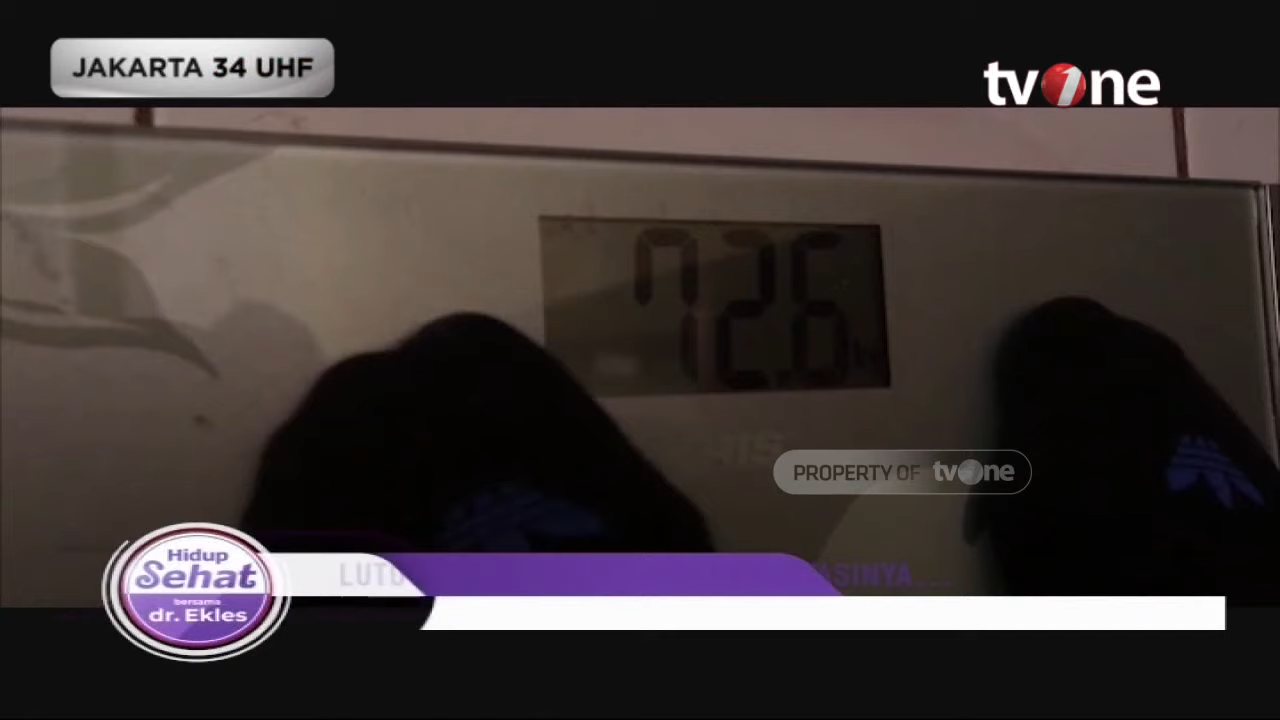 JAKARTA 34 UHF
tvOne
72.6
PROPERTY OF tvOne
Hidup
Sehat
bersama
dr. Ekles